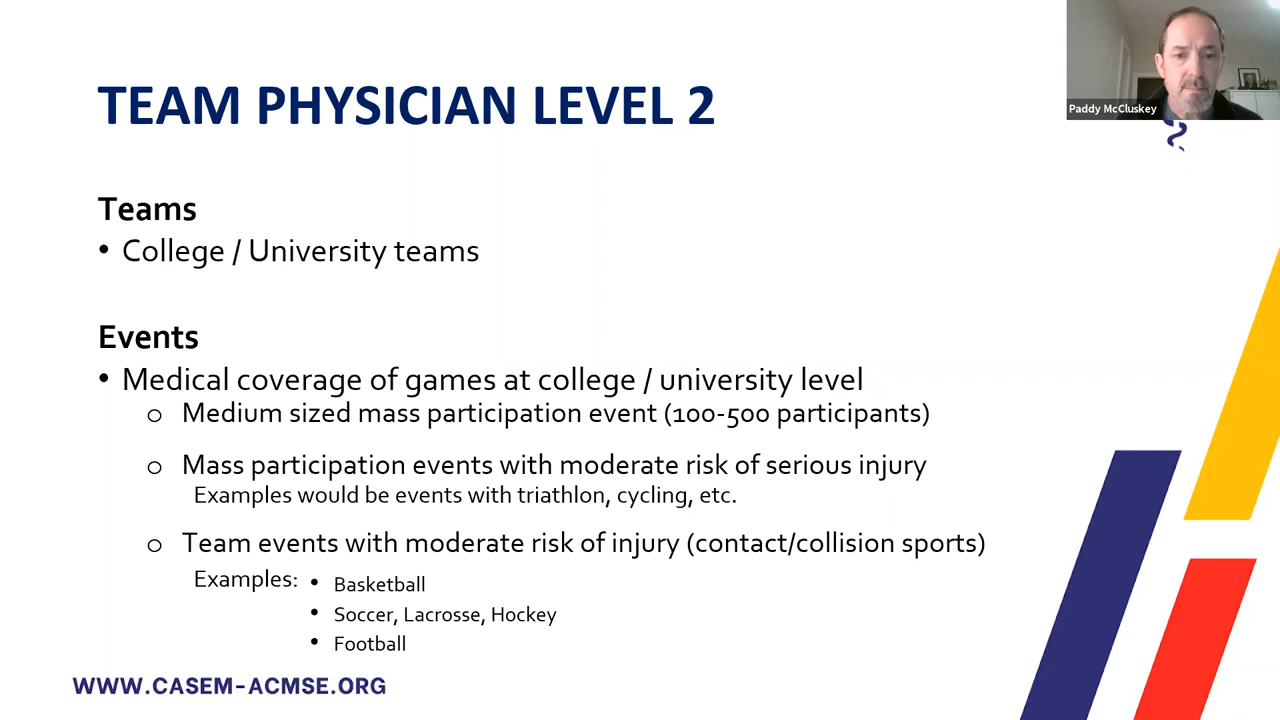 Paddy McCluskey
TEAM PHYSICIAN LEVEL 2
Teams
• College / University teams
Events
• Medical coverage of games at college / university level
o Medium sized mass participation event (100-500 participants)
o Mass participation events with moderate risk of serious injury
Examples would be events with triathlon, cycling, etc.
o Team events with moderate risk of injury (contact/collision sports)
Examples: • Basketball
• Soccer, Lacrosse, Hockey
• Football
WWW.CASEM-ACMSE.ORG